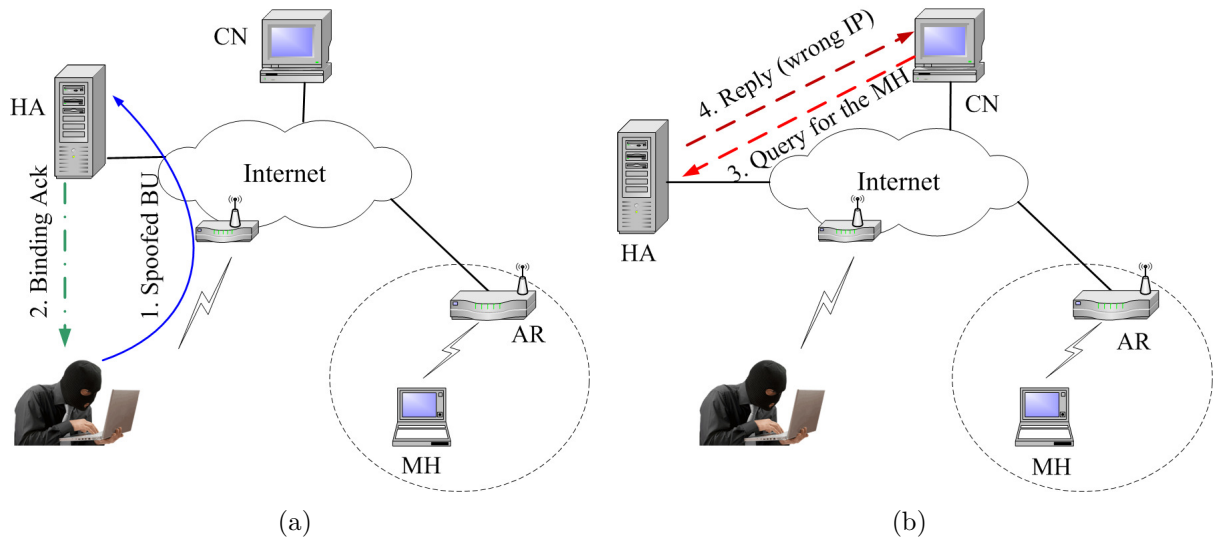 CN
HA
Internet
2. Binding Ack
1. Spoofed BU
AR
MH
(a)
4. Reply (wrong IP)
3. Query for the MH
CN
Internet
HA
AR
MH
(b)